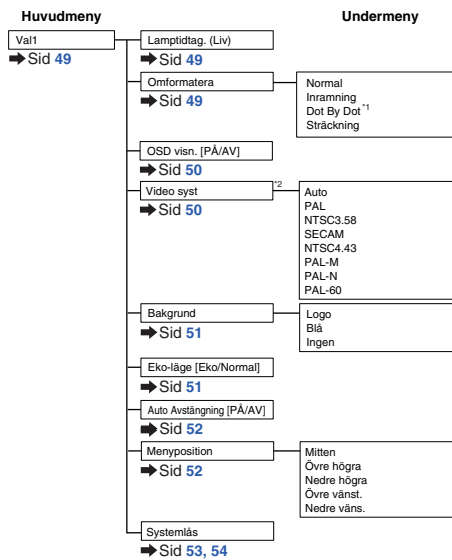 Huvudmeny
Undermeny
Val1
➡Sid 49
Lamptidtag. (Liv)
➡Sid 49
Omformatera
➡Sid 49
Normal
Inramning
Dot By Dot *1
Sträckning
OSD visn. [PÅ/AV]
➡Sid 50
Video syst
*2
➡Sid 50
Auto
PAL
NTSC3.58
SECAM
NTSC4.43
PAL-M
PAL-N
PAL-60
Bakgrund
➡Sid 51
Logo
Blå
Ingen
Eko-läge [Eko/Normal]
➡Sid 51
Auto Avstängning [PÅ/AV]
➡Sid 52
Menyposition
➡Sid 52
Mitten
Övre högra
Nedre högra
Övre vänst.
Nedre väns.
Systemlås
➡Sid 53, 54